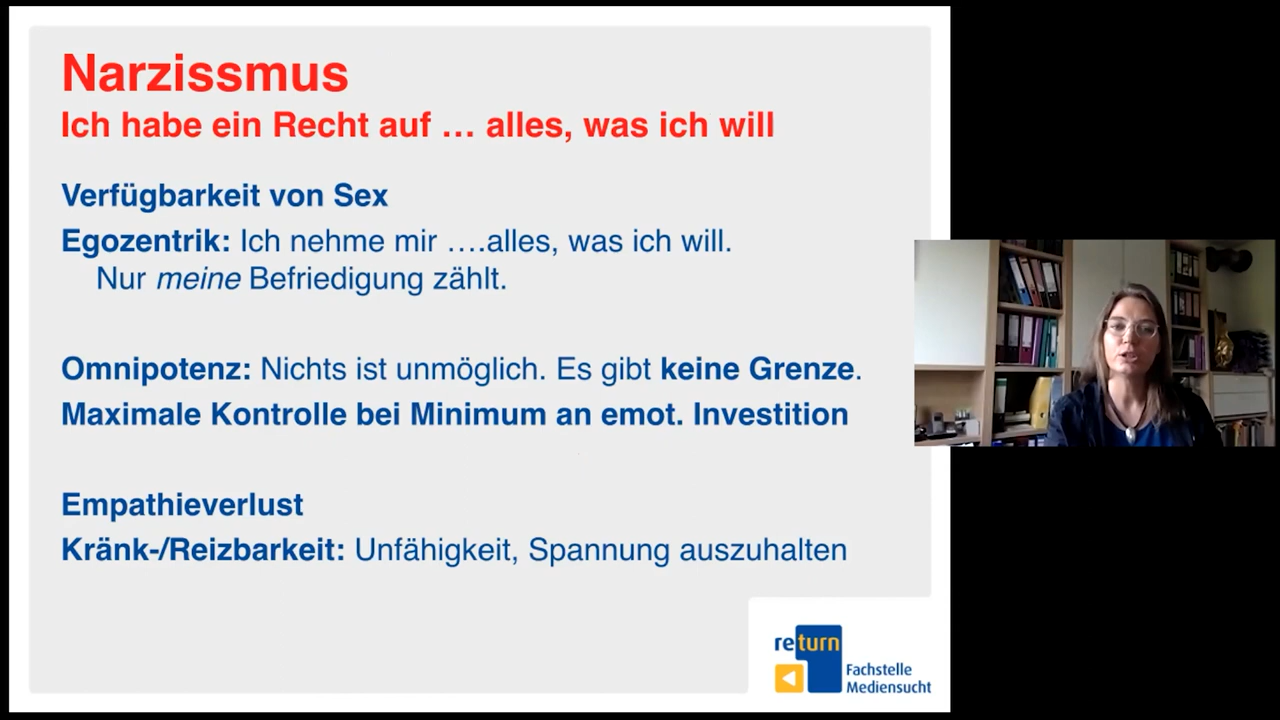 Narzissmus
Ich habe ein Recht auf … alles, was ich will
Verfügbarkeit von Sex
Egozentrik: Ich nehme mir ….alles, was ich will.
Nur meine Befriedigung zählt.
Omnipotenz: Nichts ist unmöglich. Es gibt keine Grenze.
Maximale Kontrolle bei Minimum an emot. Investition
Empathieverlust
Kränk-/Reizbarkeit: Unfähigkeit, Spannung auszuhalten
return
Fachstelle
Mediensucht